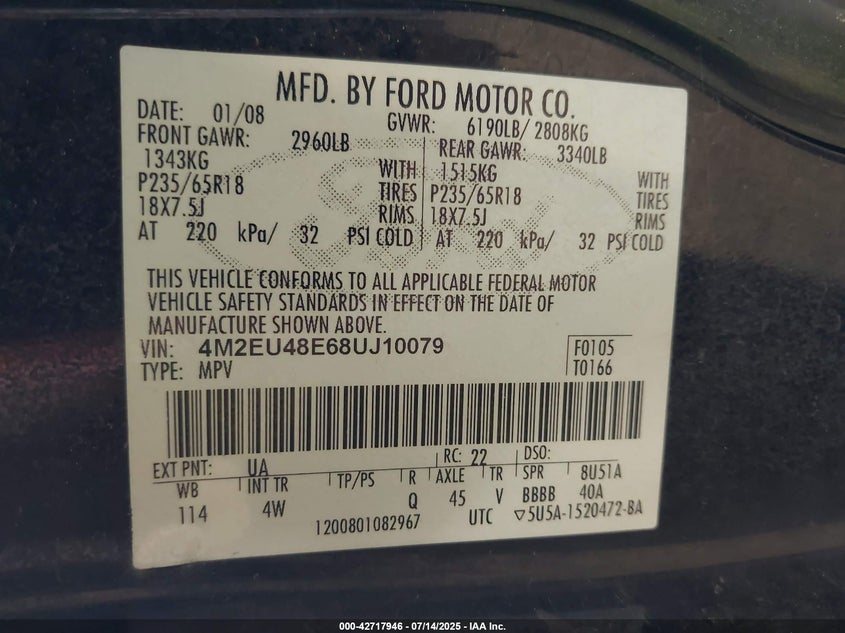 MFD. BY FORD MOTOR CO.
DATE: 01/08 GVWR: 6190LB/ 2808KG
FRONT GAWR: 2960LB REAR GAWR: 3340LB
1343KG WITH 1515KG WITH
P235/65R18 TIRES P235/65R18 TIRES
18X7.5J RIMS 18X7.5J RIMS
AT 220 kPa/ 32 PSI COLD AT 220 kPa/ 32 PSI COLD
Ford
THIS VEHICLE CONFORMS TO ALL APPLICABLE FEDERAL MOTOR
VEHICLE SAFETY STANDARDS IN EFFECT ON THE DATE OF
MANUFACTURE SHOWN ABOVE.
VIN: 4M2EU48E68UJ10079 F0105
TYPE: MPV T0166
EXT PNT: UA RC: 22 DSO:
WB INT TR TP/PS R AXLE TR SPR 8U51A
114 4W Q 45 V BBBB 40A
1200801082967 UTC ▽5U5A-1520472-BA
000-42717946 - 07/14/2025 - IAA Inc.